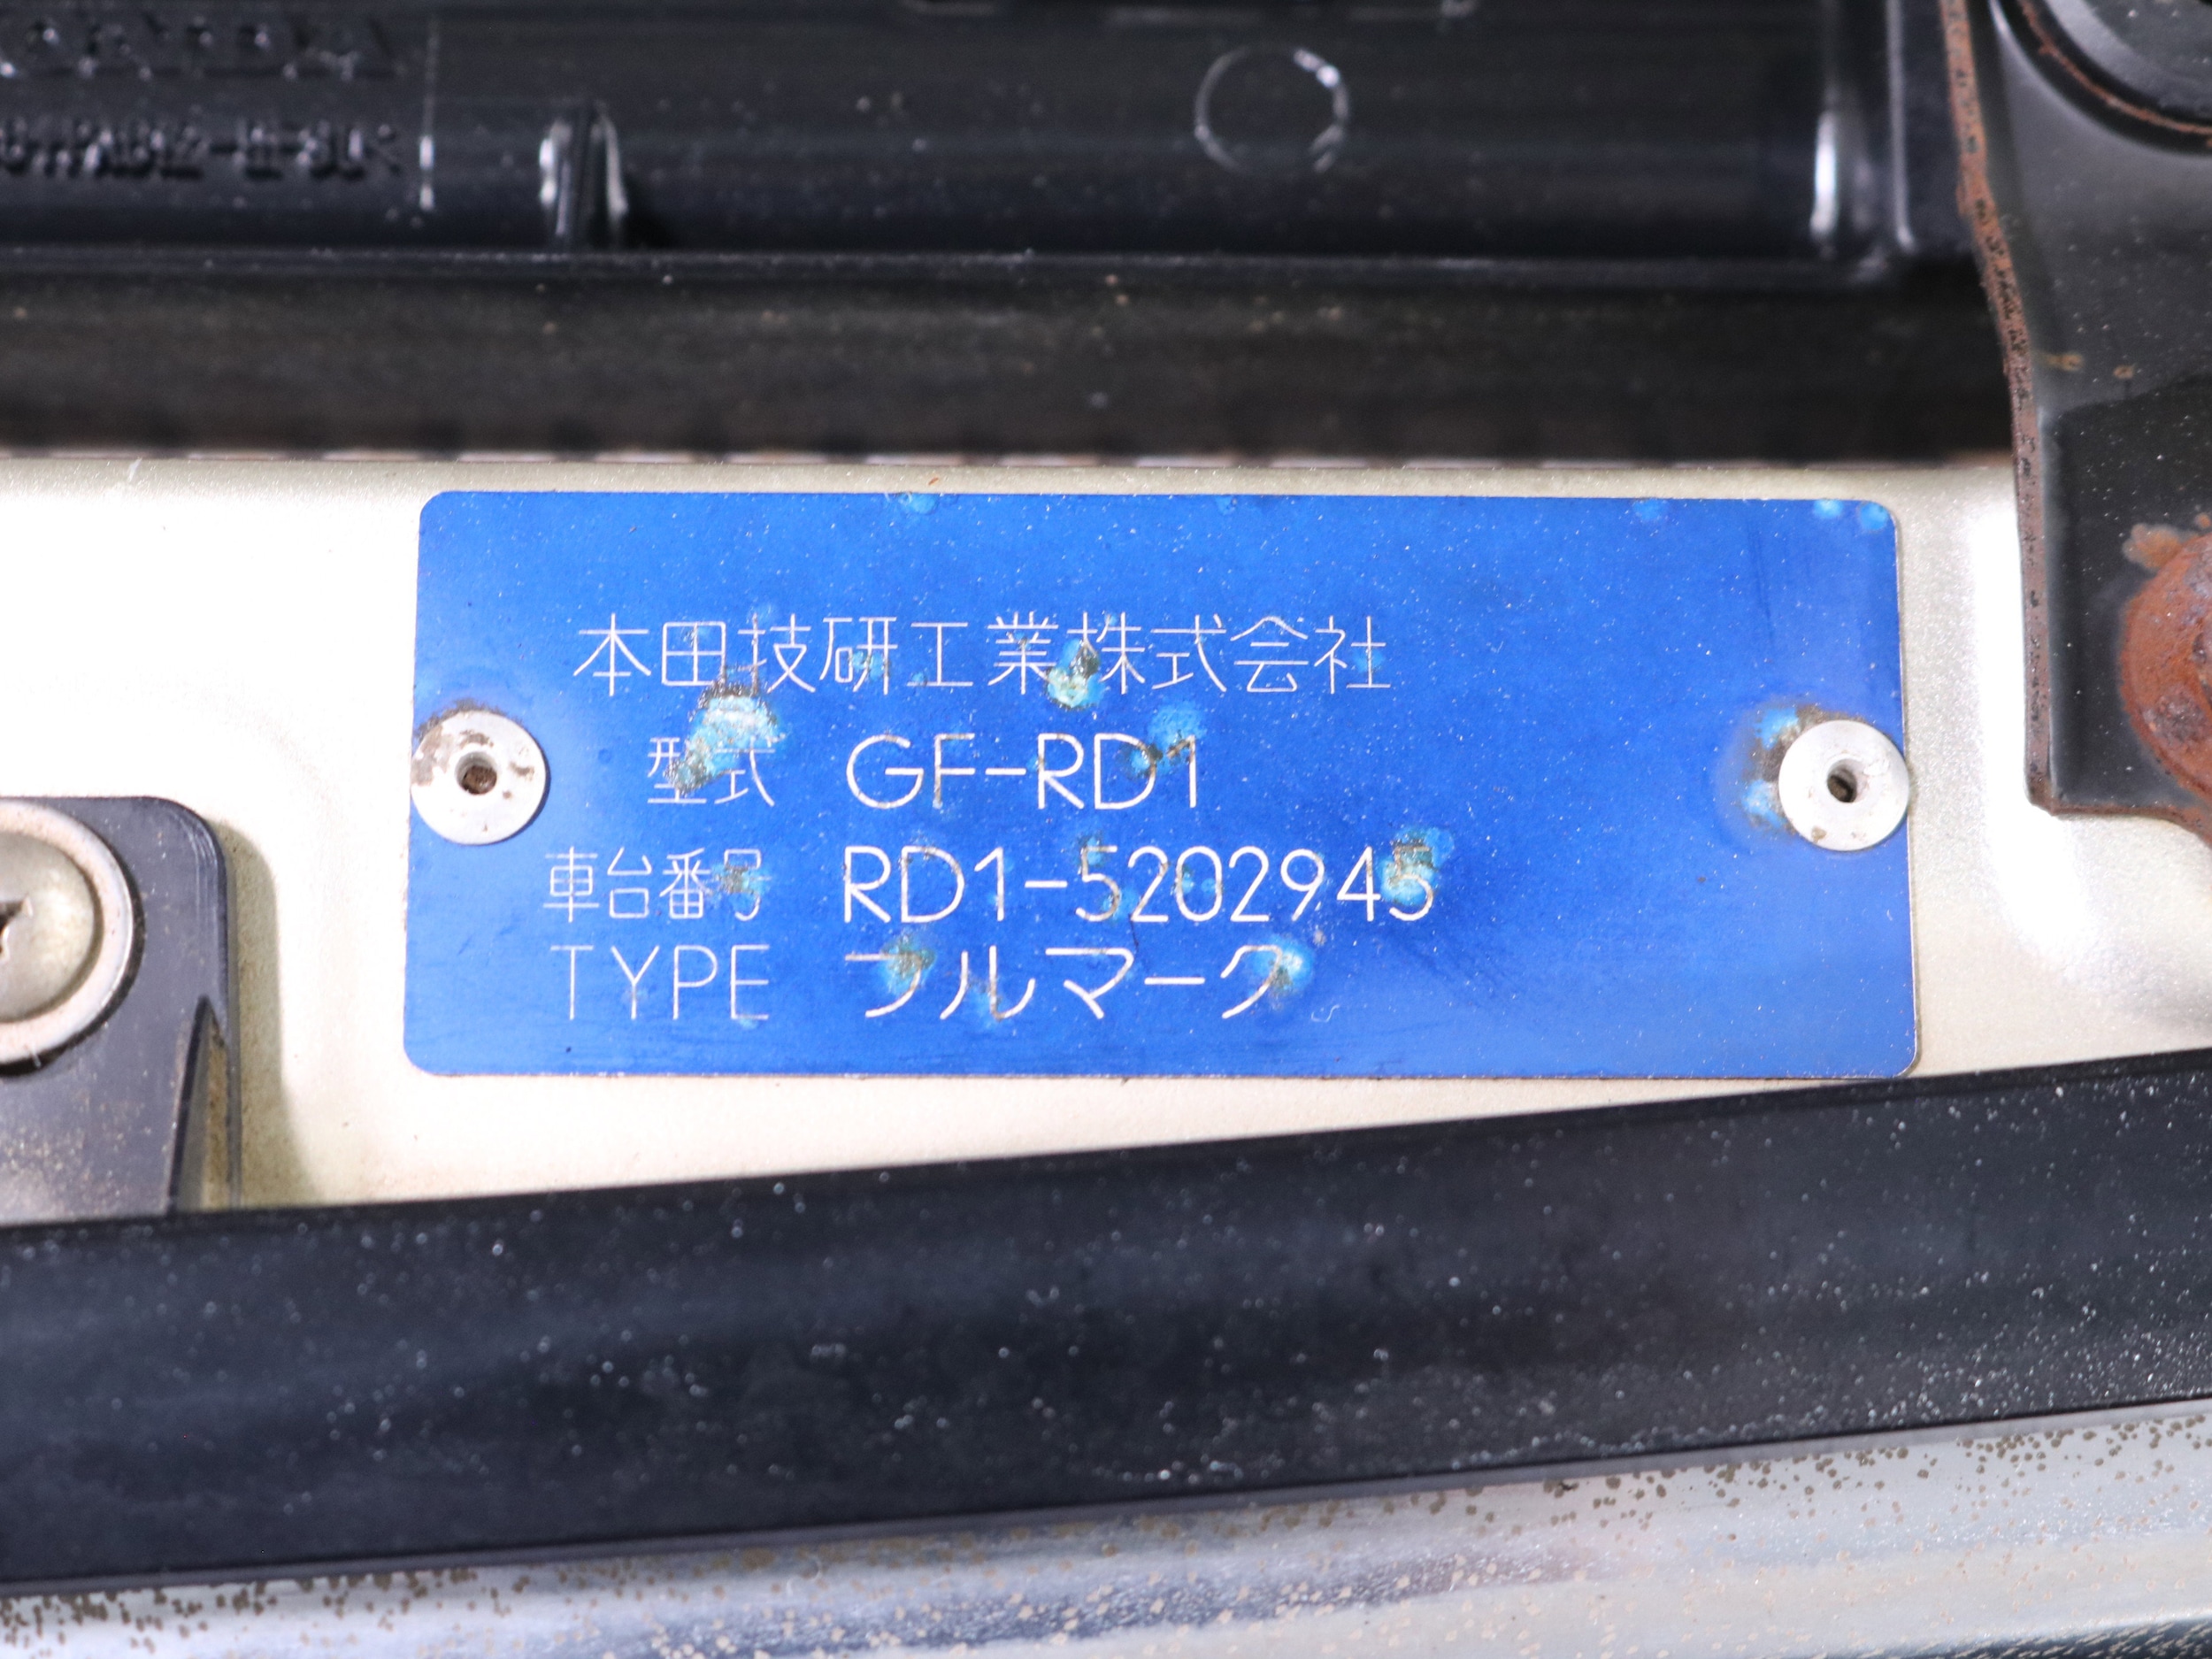 本田技研工業株式会社
型式 GF-RD1
車台番号 RD1-5202945
TYPE フルマーク